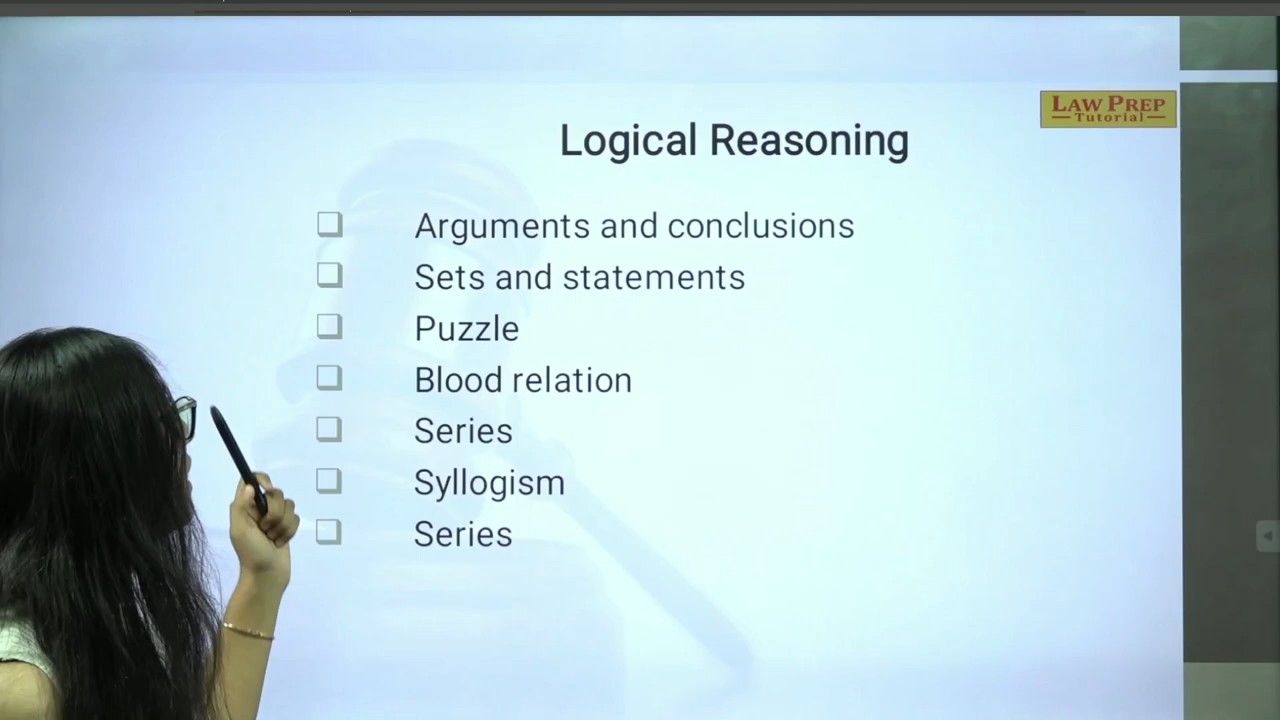 LAW PREP
Tutorial
Logical Reasoning
Arguments and conclusions
Sets and statements
Puzzle
Blood relation
Series
Syllogism
Series